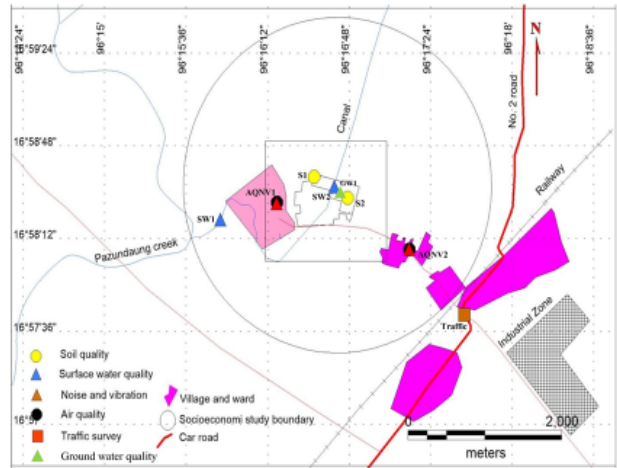 96°14'24"
96°15'
96°15'36"
96°16'12"
96°16'48"
96°17'24"
96°18'
96°18'36"
16°59'24"
16°58'48"
16°58'12"
16°57'36"
16°57'
N
No. 2 road
Canal
Railway
S1
GW1
AQNV1
SW2
S2
SW1
Pazundaung creek
AQNV2
Traffic
Industrial Zone
Soil quality
Surface water quality
Noise and vibration
Air quality
Traffic survey
Ground water quality
Village and ward
Socioeconomi study boundary
Car road
0
2,000
meters